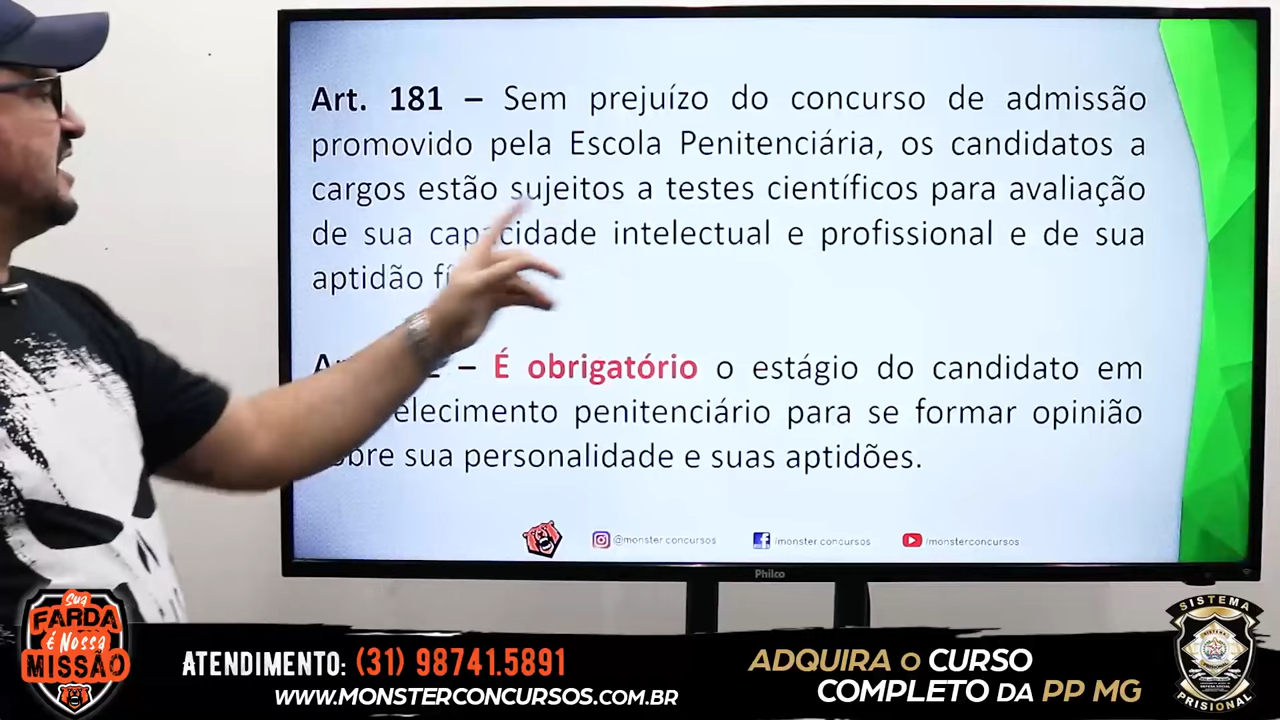 Art. 181 – Sem prejuízo do concurso de admissão
promovido pela Escola Penitenciária, os candidatos a
cargos estão sujeitos a testes científicos para avaliação
de sua capacidade intelectual e profissional e de sua
aptidão
– É obrigatório o estágio do candidato em
elecimento penitenciário para se formar opinião
sobre sua personalidade e suas aptidões.
@monster.concursos /monster.concursos /monsterconcursos
Philco
Sua
FARDA
é Nossa
MISSÃO
ATENDIMENTO: (31) 98741.5891
WWW.MONSTERCONCURSOS.COM.BR
ADQUIRA O CURSO
COMPLETO DA PP MG
SISTEMA
PRISIONAL